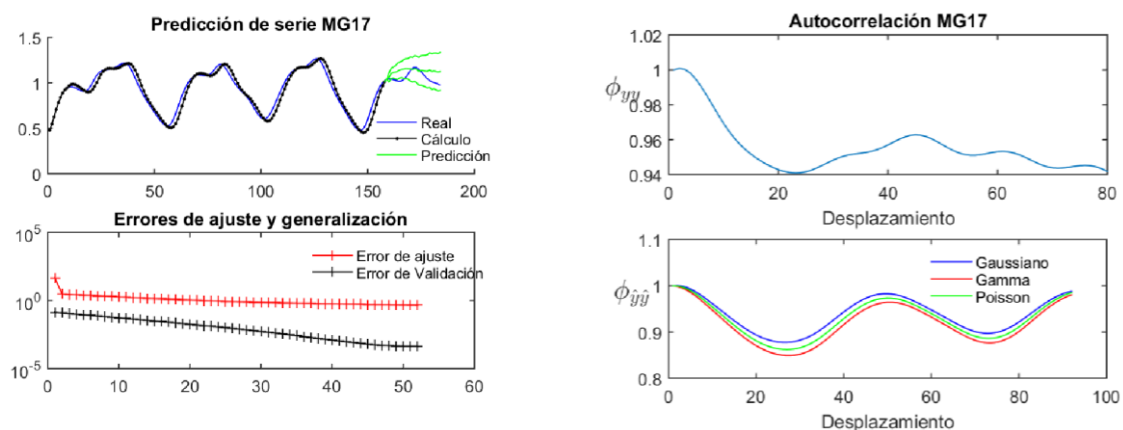 Predicción de serie MG17
1.5
1
0.5
0
0 50 100 150 200
Real
Cálculo
Predicción
Errores de ajuste y generalización
10^5
10^0
10^-5
0 10 20 30 40 50 60
Error de ajuste
Error de Validación
Autocorrelación MG17
1.02
1
0.98
0.96
0.94
ϕyy
0 20 40 60 80
Desplazamiento
1.1
1
0.9
0.8
ϕŷŷ
Gaussiano
Gamma
Poisson
0 20 40 60 80 100
Desplazamiento